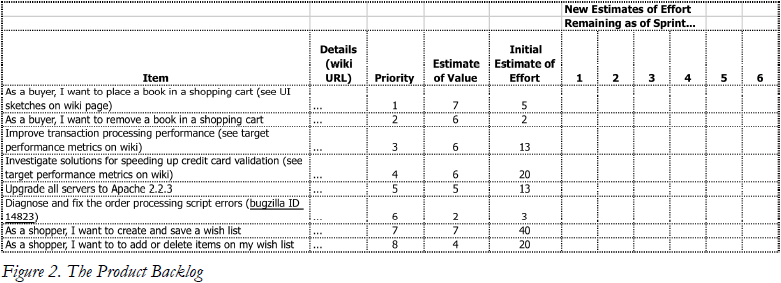 New Estimates of Effort
Remaining as of Sprint...
Item Details (wiki URL) Priority Estimate of Value Initial Estimate of Effort 1 2 3 4 5 6
As a buyer, I want to place a book in a shopping cart (see UI
sketches on wiki page) ... 1 7 5
As a buyer, I want to remove a book in a shopping cart ... 2 6 2
Improve transaction processing performance (see target
performance metrics on wiki) ... 3 6 13
Investigate solutions for speeding up credit card validation (see
target performance metrics on wiki) ... 4 6 20
Upgrade all servers to Apache 2.2.3 ... 5 5 13
Diagnose and fix the order processing script errors (bugzilla ID
14823) ... 6 2 3
As a shopper, I want to create and save a wish list ... 7 7 40
As a shopper, I want to to add or delete items on my wish list ... 8 4 20
Figure 2. The Product Backlog